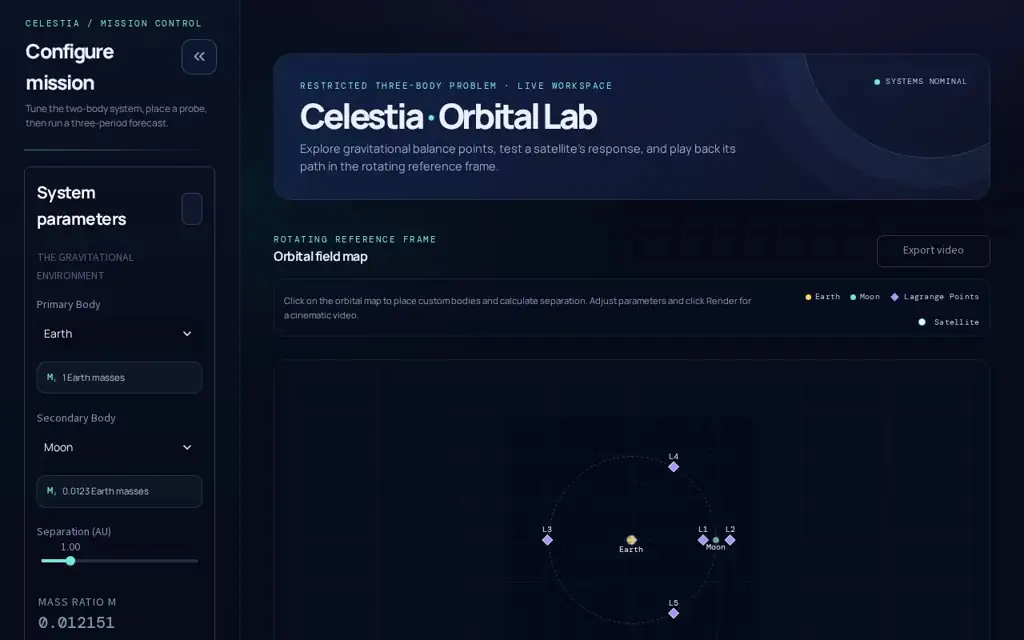 CELESTIA / MISSION CONTROL
Configure
mission
Tune the two-body system, place a probe,
then run a three-period forecast.
System
parameters
THE GRAVITATIONAL
ENVIRONMENT
Primary Body
Earth
M₁ 1 Earth masses
Secondary Body
Moon
M₂ 0.0123 Earth masses
Separation (AU)
1.00
MASS RATIO Μ
0.012151
RESTRICTED THREE-BODY PROBLEM · LIVE WORKSPACE
SYSTEMS NOMINAL
Celestia · Orbital Lab
Explore gravitational balance points, test a satellite's response, and play back its
path in the rotating reference frame.
ROTATING REFERENCE FRAME
Orbital field map
Export video
Click on the orbital map to place custom bodies and calculate separation. Adjust parameters and click Render for
a cinematic video.
Earth Moon Lagrange Points
Satellite
L4
L3
L1 L2
Earth
Moon
L5